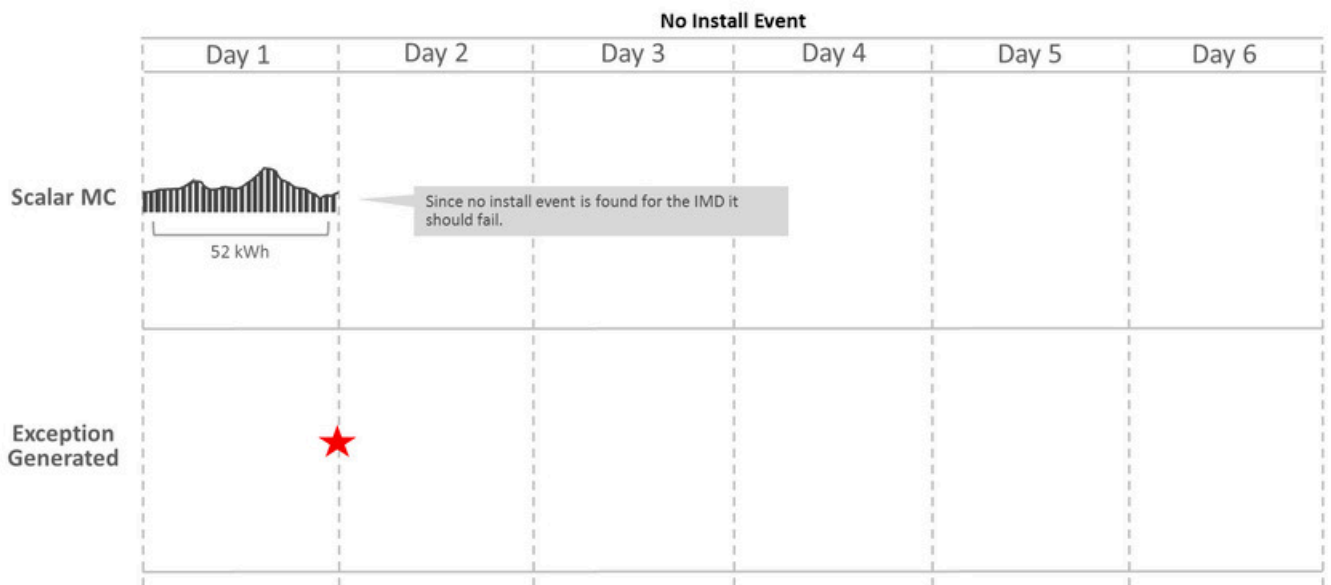 No Install Event
Day 1 Day 2 Day 3 Day 4 Day 5 Day 6
Scalar MC
Since no install event is found for the IMD it
should fail.
52 kWh
Exception
Generated